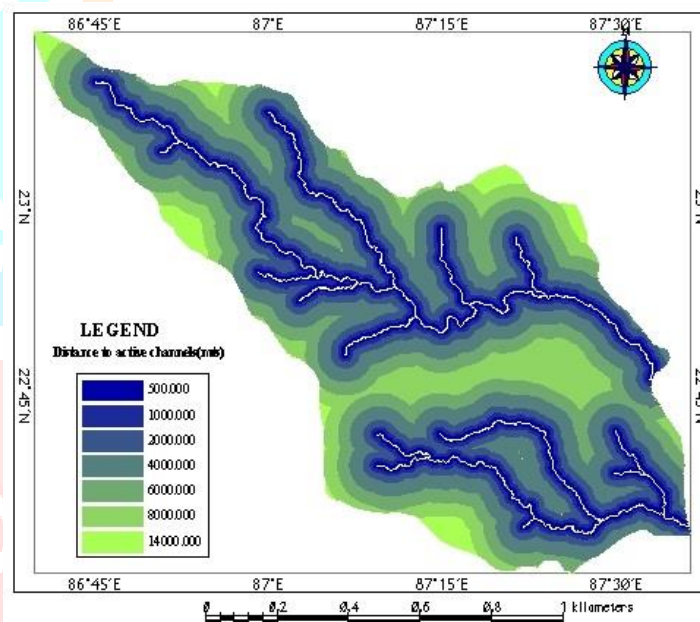 86°45'E 87°E 87°15'E 87°30'E
N
23°N
22°45'N
LEGEND
Distance to active channels(mts)
500.000
1000.000
2000.000
4000.000
6000.000
8000.000
14000.000
86°45'E 87°E 87°15'E 87°30'E
0 0,2 0,4 0,6 0,8 1 kilometers